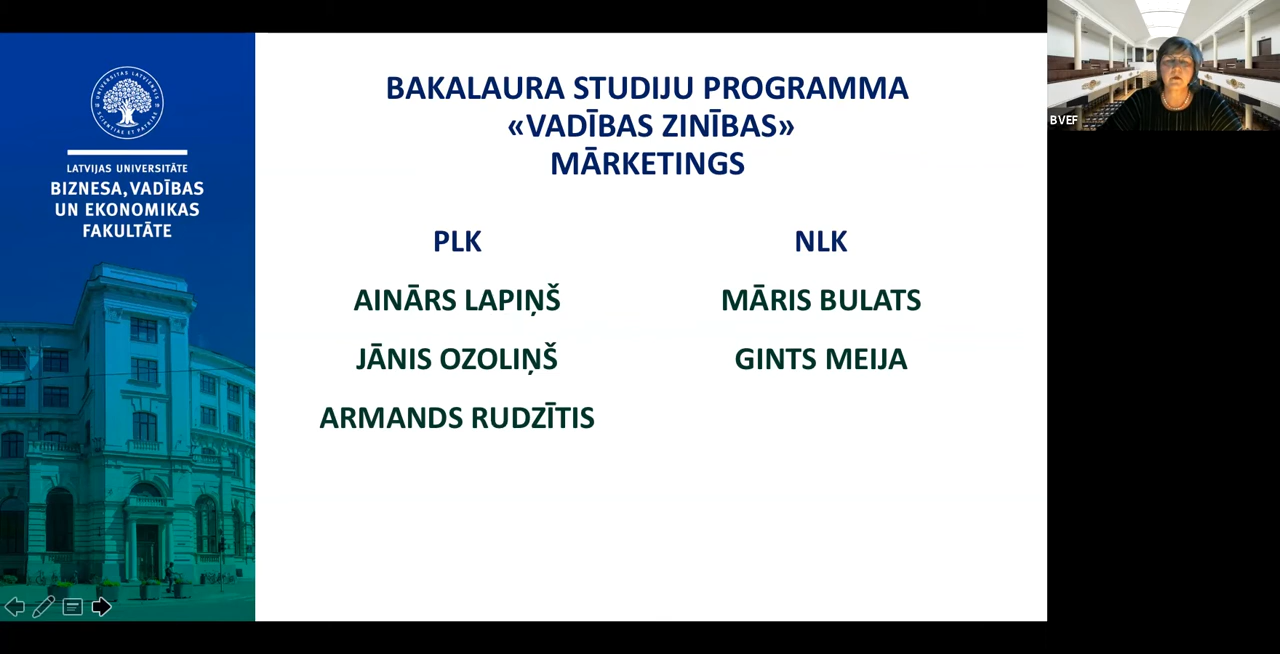 LATVIJAS UNIVERSITĀTE
BIZNESA, VADĪBAS
UN EKONOMIKAS
FAKULTĀTE
BAKALAURA STUDIJU PROGRAMMA
«VADĪBAS ZINĪBAS»
MĀRKETINGS
PLK
AINĀRS LAPIŅŠ
JĀNIS OZOLIŅŠ
ARMANDS RUDZĪTIS
NLK
MĀRIS BULATS
GINTS MEIJA
BVEF